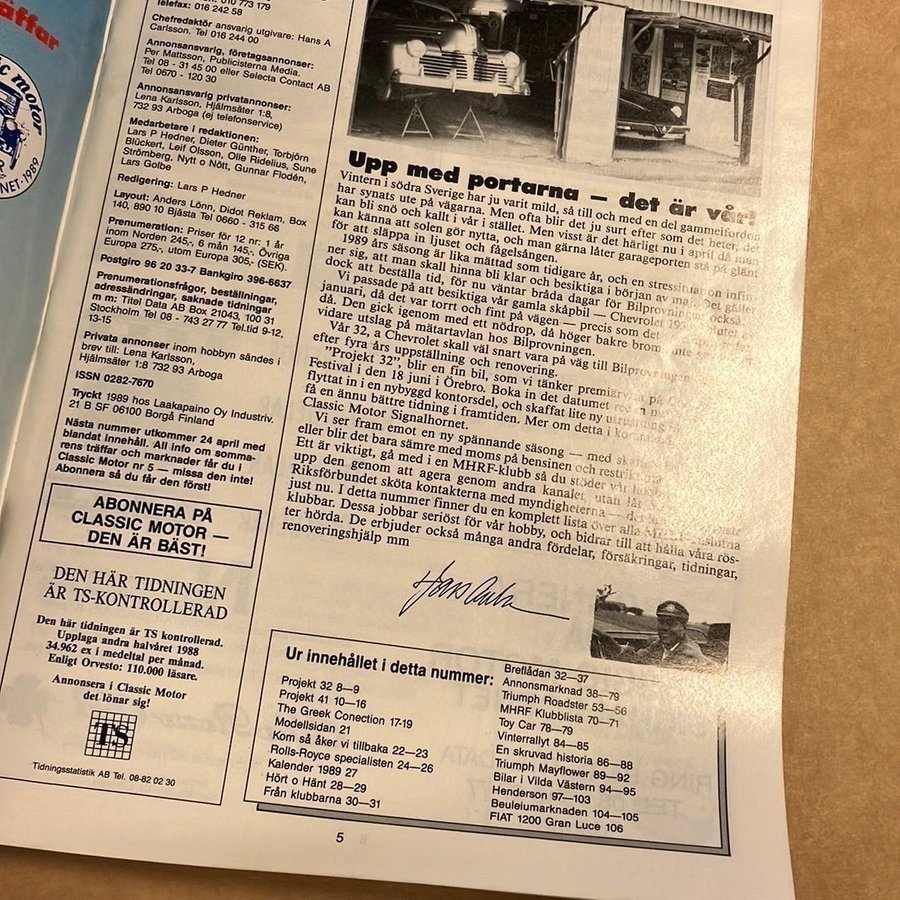 äffar
ic motor
NET·1989
016 773 179
Telefax: 016 242 58
Chefredaktör ansvarig utgivare: Hans A
Carlsson. Tel 016 244 00
Annonsansvarig, företagsannonser:
Per Mattsson, Publicisterna Media.
Tel 08 - 31 45 00 eller Selecta Contact AB
Tel 0670 - 120 30
Annonsansvarig privatannonser:
Lena Karlsson, Hjälmsäter 1:8,
732 93 Arboga (ej telefonservice)
Medarbetare i redaktionen:
Lars P Hedner, Dieter Günther, Torbjörn
Blückert, Leif Olsson, Olle Ridelius, Sune
Strömberg, Nytt o Nött, Gunnar Flodén,
Lars Golbe
Redigering: Lars P Hedner
Layout: Anders Lönn, Didot Reklam, Box
140, 890 10 Bjästa Tel 0660 - 315 66
Prenumeration: Priser för 12 nr: 1 år
inom Norden 245,-, 6 mån 145,-, Övriga
Europa 275,-, utom Europa 305,- (SEK).
Postgiro 96 20 33-7 Bankgiro 396-6637
Prenumerationsfrågor, beställningar,
adressändringar, saknade tidningar
m m: Titel Data AB Box 21043, 100 31
Stockholm Tel 08 - 743 27 77 Tel.tid 9-12,
13-15
Privata annonser inom hobbyn sändes i
brev till: Lena Karlsson,
Hjälmsäter 1:8 732 93 Arboga
ISSN 0282-7670
Tryckt 1989 hos Laakapaino Oy Industriv.
21 B SF 06100 Borgå Finland
Nästa nummer utkommer 24 april med
blandat innehåll. All info om somma-
rens träffar och marknader får du i
Classic Motor nr 5 — missa den inte!
Abonnera så du får den först!
ABONNERA PÅ
CLASSIC MOTOR —
DEN ÄR BÄST!
DEN HÄR TIDNINGEN
ÄR TS-KONTROLLERAD
Den här tidningen är TS kontrollerad.
Upplaga andra halvåret 1988
34.962 ex i medeltal per månad.
Enligt Orvesto: 110.000 läsare.
Annonsera i Classic Motor
det lönar sig!
TS
Tidningsstatistik AB Tel. 08-82 02 30
Upp med portarna — det är vår!
Vintern i södra Sverige har ju varit mild, så till och med en del gammelfordon
har synats ute på vägarna. Men ofta blir det ju surt efter som det heter, det
kan bli snö och kallt i vår i stället. Men visst är det härligt nu i april då man
kan känna att solen gör nytta, och man gärna låter garageporten stå på glänt
för att släppa in ljuset och fågelsången.
1989 års säsong är lika mättad som tidigare år, och en stressituation infin-
ner sig, att man skall hinna bli klar och besiktiga i början av maj. Det gäller
dock att beställa tid, för nu väntar bråda dagar för Bilprovningen också.
Vi passade på att besiktiga vår gamla skåpbil — Chevrolet
januari, då det var torrt och fint på vägen — precis som det
då. Den gick igenom med ett nödrop, då höger bakre broms inte
vidare utslag på mätartavlan hos Bilprovningen.
Vår 32, a Chevrolet skall väl snart vara på väg till Bilprovningen
efter fyra års uppställning och renovering.
"Projekt 32", blir en fin bil, som vi tänker premiärvisa på
Festival i den 18 juni i Örebro. Boka in det datumet redan nu
flyttat in i en nybyggd kontorsdel, och skaffat lite ny utrustning
få en ännu bättre tidning i framtiden. Mer om detta i
Classic Motor Signalhornet.
Vi ser fram emot en ny spännande säsong — med
eller blir det bara sämre med moms på bensinen och
Ett är viktigt, gå med i en MHRF-klubb så du stöder vår
upp den genom att agera genom andra kanaler, utan låt
Riksförbundet sköta kontakterna med myndigheterna —
just nu. I detta nummer finner du en komplett lista över alla MHRF-anslutna
klubbar. Dessa jobbar seriöst för vår hobby, och bidrar till att hålla våra rös-
ter hörda. De erbjuder också många andra fördelar, försäkringar, tidningar,
renoveringshjälp mm
Ur innehållet i detta nummer:
Projekt 32 8—9
Projekt 41 10—16
The Greek Conection 17-19
Modellsidan 21
Kom så åker vi tillbaka 22—23
Rolls-Royce specialisten 24—26
Kalender 1989 27
Hört o Hänt 28—29
Från klubbarna 30—31
Breflådan 32—37
Annonsmarknad 38—79
Triumph Roadster 53—56
MHRF Klubblista 70—71
Toy Car 78—79
Vinterrallyt 84—85
En skruvad historia 86—88
Triumph Mayflower 89—92
Bilar i Vilda Västern 94—95
Henderson 97—103
Beuleiumarknaden 104—105
FIAT 1200 Gran Luce 106
5